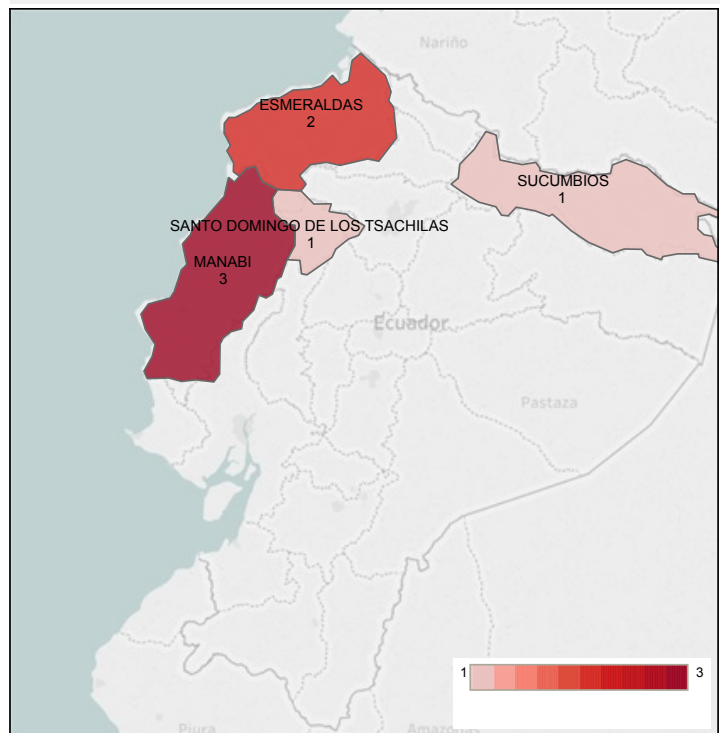 Nariño
ESMERALDAS
2
SUCUMBIOS
1
SANTO DOMINGO DE LOS TSACHILAS
1
MANABI
3
Ecuador
Pastaza
1
3
Piura
Amazonas